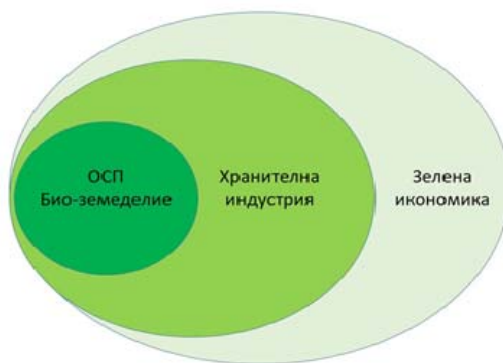 ОСП
Био-земеделие
Хранителна
индустрия
Зелена
икономика